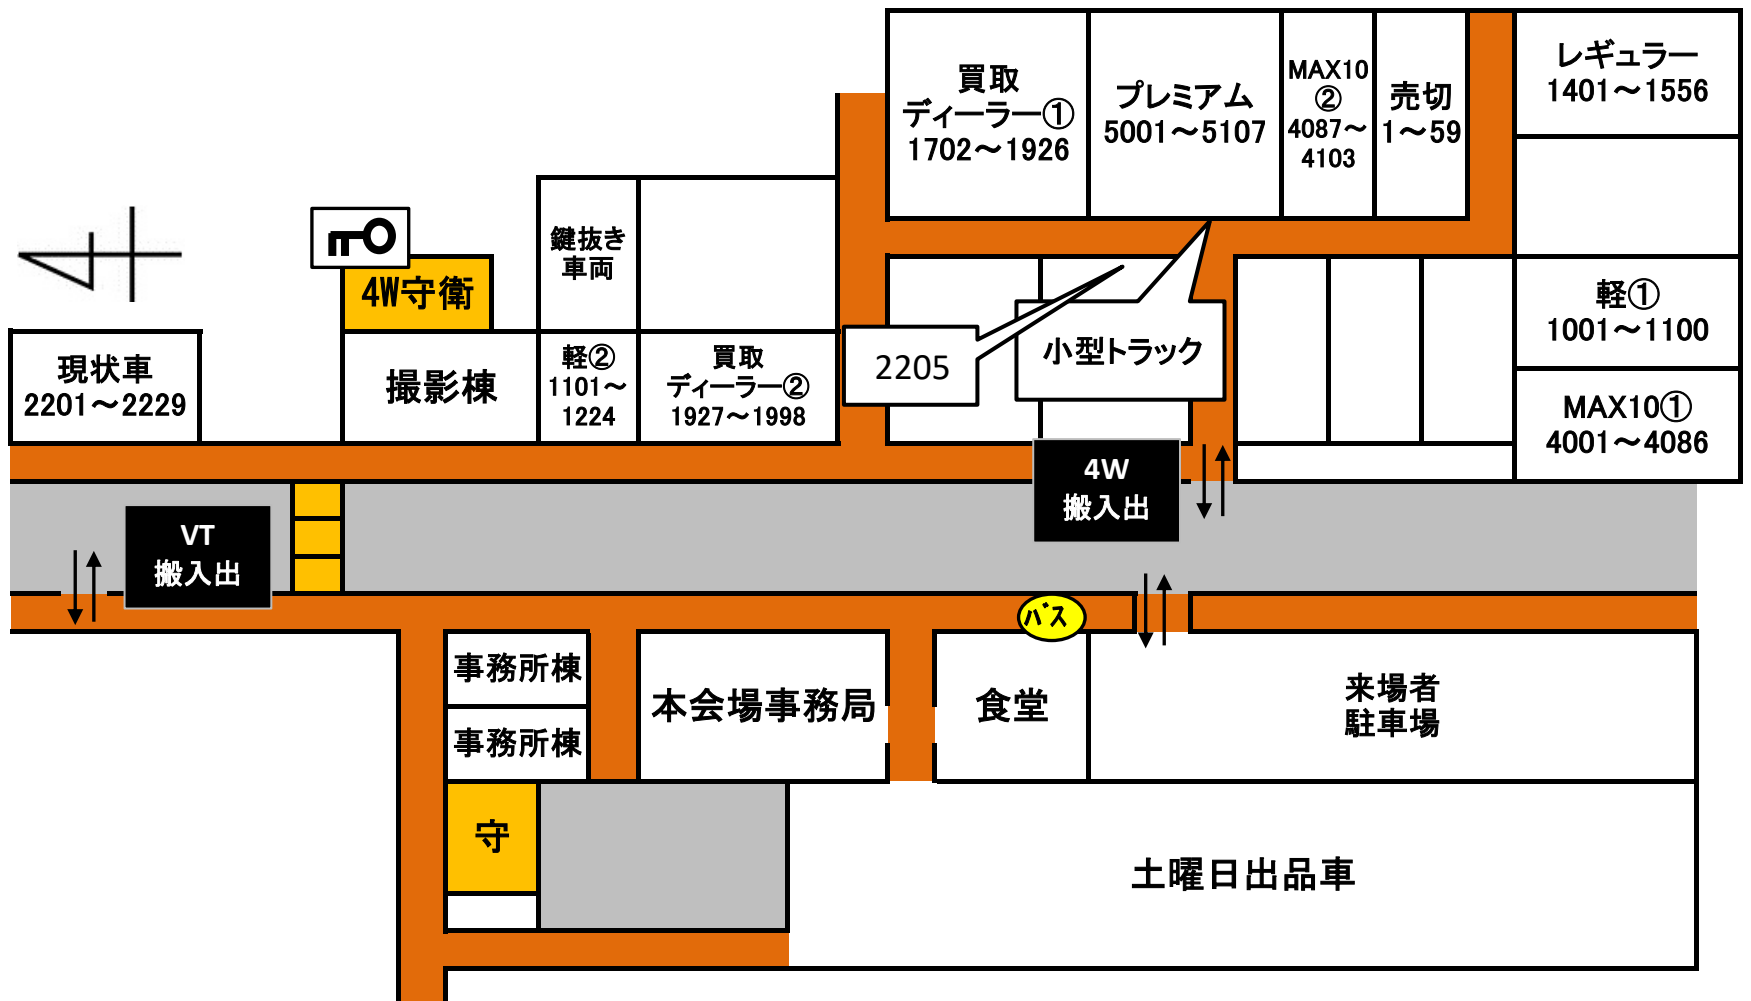 買取
ディーラー①
1702～1926
プレミアム
5001～5107
MAX10
②
4087～
4103
売切
1～59
レギュラー
1401～1556
鍵抜き
車両
4W守衛
現状車
2201～2229
撮影棟
軽②
1101～
1224
買取
ディーラー②
1927～1998
2205
小型トラック
軽①
1001～1100
MAX10①
4001～4086
4W
搬入出
VT
搬入出
バス
事務所棟
事務所棟
本会場事務局
食堂
来場者
駐車場
守
土曜日出品車